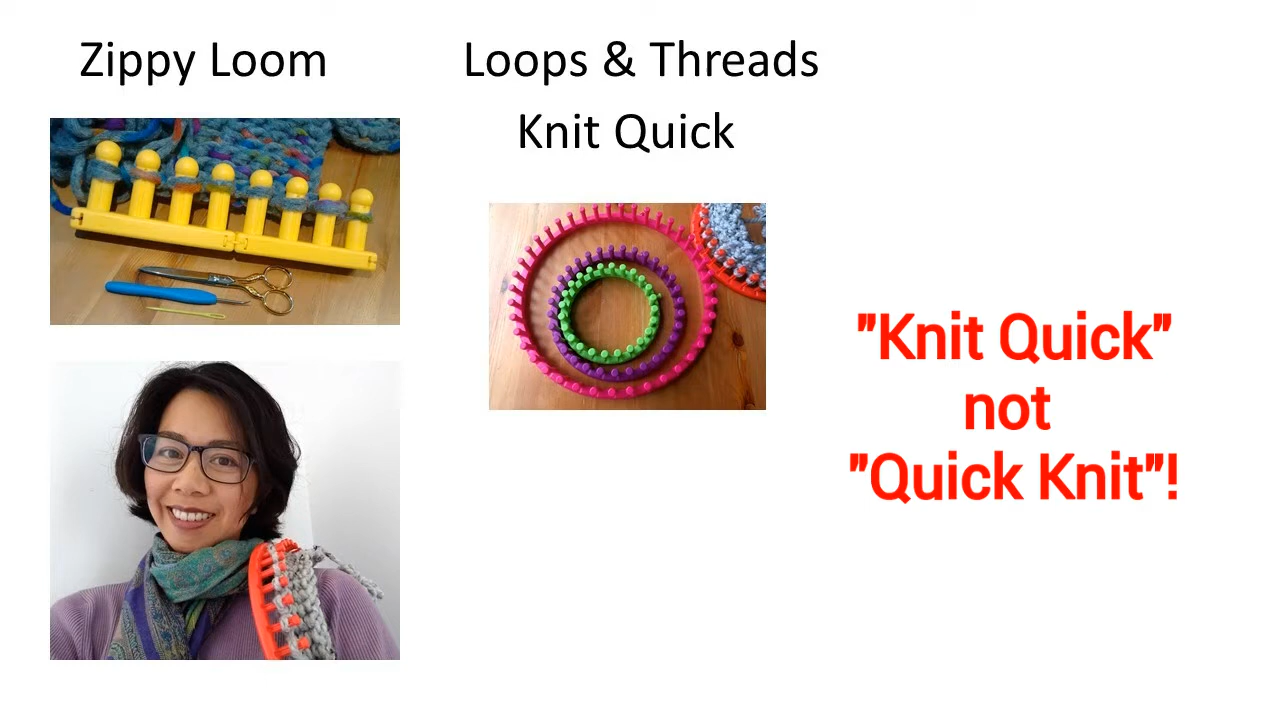 Zippy Loom
Loops & Threads
Knit Quick
"Knit Quick"
not
"Quick Knit"!